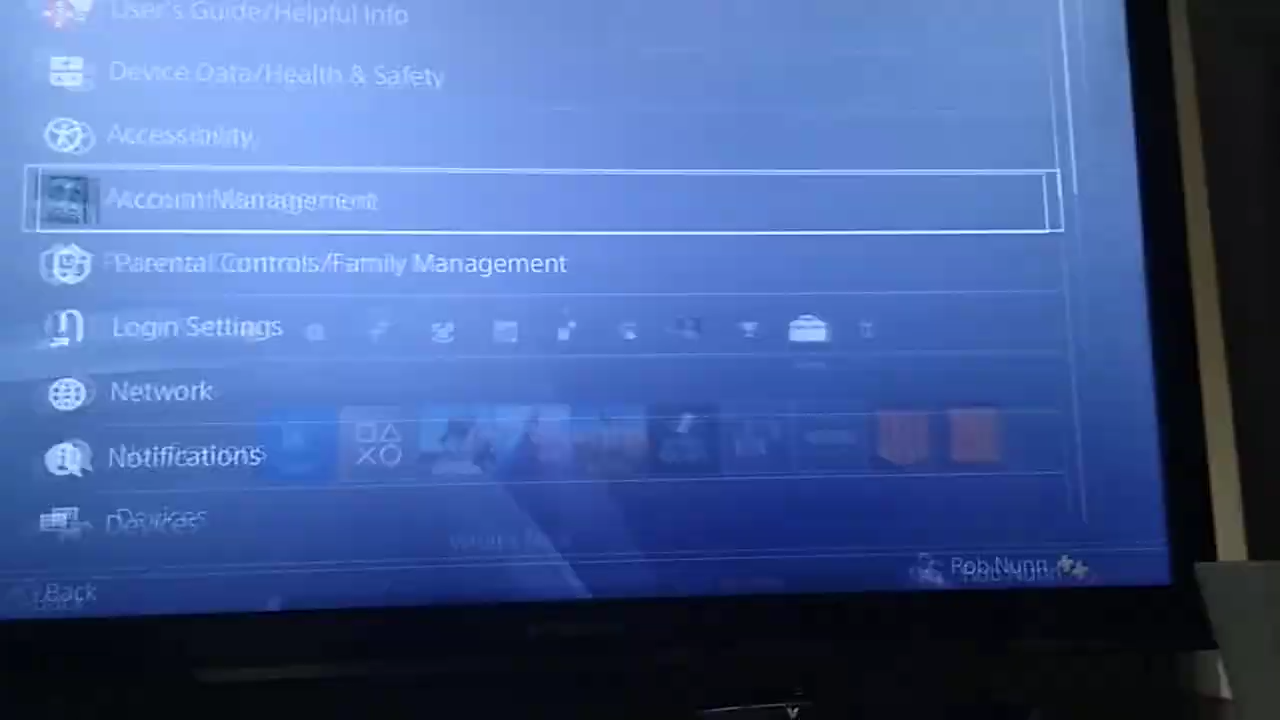 User's Guide/Helpful Info
Device Data/Health & Safety
Accessibility
Account Management
Parental Controls/Family Management
Login Settings
Network
Notifications
Devices
Rob Nunn
Back